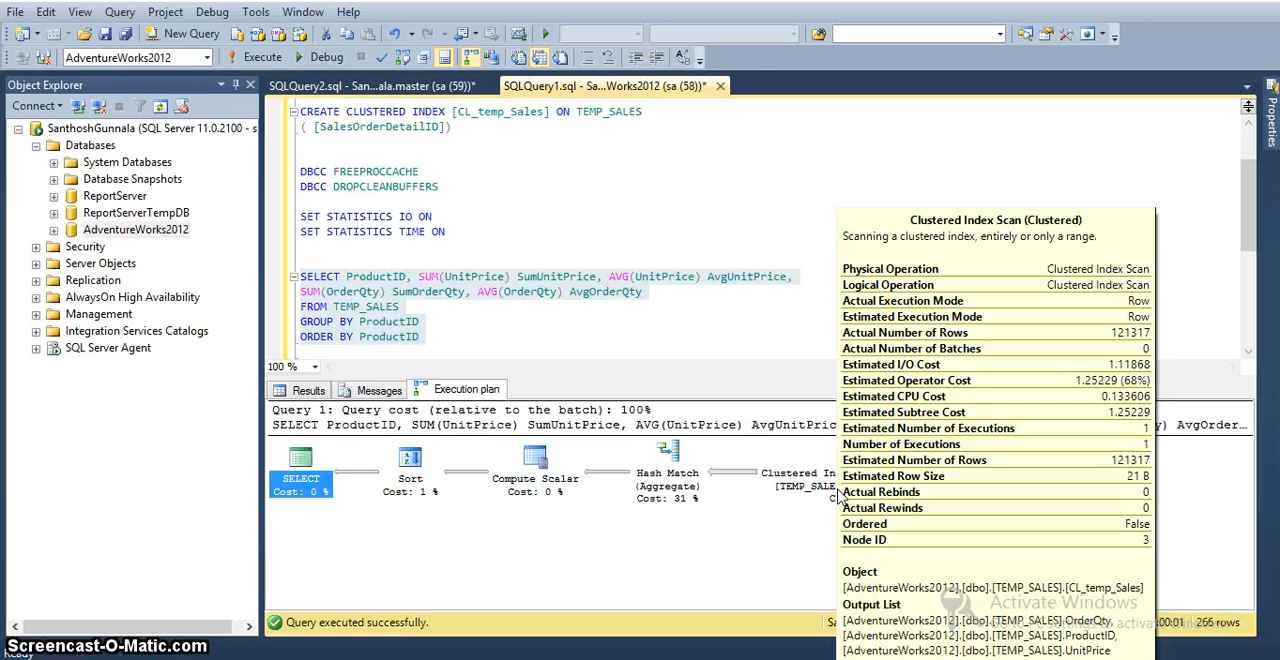 File Edit View Query Project Debug Tools Window Help
New Query
AdventureWorks2012 Execute Debug
Object Explorer
SQLQuery2.sql - San...ala.master (sa (59))*
SQLQuery1.sql - Sa...Works2012 (sa (58))*
Properties
Connect
SanthoshGunnala (SQL Server 11.0.2100 - s
Databases
System Databases
Database Snapshots
ReportServer
ReportServerTempDB
AdventureWorks2012
Security
Server Objects
Replication
AlwaysOn High Availability
Management
Integration Services Catalogs
SQL Server Agent
CREATE CLUSTERED INDEX [CL_temp_Sales] ON TEMP_SALES
( [SalesOrderDetailID])
DBCC FREEPROCCACHE
DBCC DROPCLEANBUFFERS
SET STATISTICS IO ON
SET STATISTICS TIME ON
SELECT ProductID, SUM(UnitPrice) SumUnitPrice, AVG(UnitPrice) AvgUnitPrice,
SUM(OrderQty) SumOrderQty, AVG(OrderQty) AvgOrderQty
FROM TEMP_SALES
GROUP BY ProductID
ORDER BY ProductID
100 %
Results Messages Execution plan
Query 1: Query cost (relative to the batch): 100%
SELECT ProductID, SUM(UnitPrice) SumUnitPrice, AVG(UnitPrice) AvgUnitPric
) AvgOrder...
SELECT
Cost: 0 %
Sort
Cost: 1 %
Compute Scalar
Cost: 0 %
Hash Match
(Aggregate)
Cost: 31 %
Clustered In
[TEMP_SALE
Clustered Index Scan (Clustered)
Scanning a clustered index, entirely or only a range.
Physical Operation Clustered Index Scan
Logical Operation Clustered Index Scan
Actual Execution Mode Row
Estimated Execution Mode Row
Actual Number of Rows 121317
Actual Number of Batches 0
Estimated I/O Cost 1.11868
Estimated Operator Cost 1.25229 (68%)
Estimated CPU Cost 0.133606
Estimated Subtree Cost 1.25229
Estimated Number of Executions 1
Number of Executions 1
Estimated Number of Rows 121317
Estimated Row Size 21 B
Actual Rebinds 0
Actual Rewinds 0
Ordered False
Node ID 3
Object
[AdventureWorks2012].[dbo].[TEMP_SALES].[CL_temp_Sales]
Output List
[AdventureWorks2012].[dbo].[TEMP_SALES].OrderQty,
[AdventureWorks2012].[dbo].[TEMP_SALES].ProductID,
[AdventureWorks2012].[dbo].[TEMP_SALES].UnitPrice
Activate Windows
Query executed successfully.
266 rows
Screencast-O-Matic.com
Ready